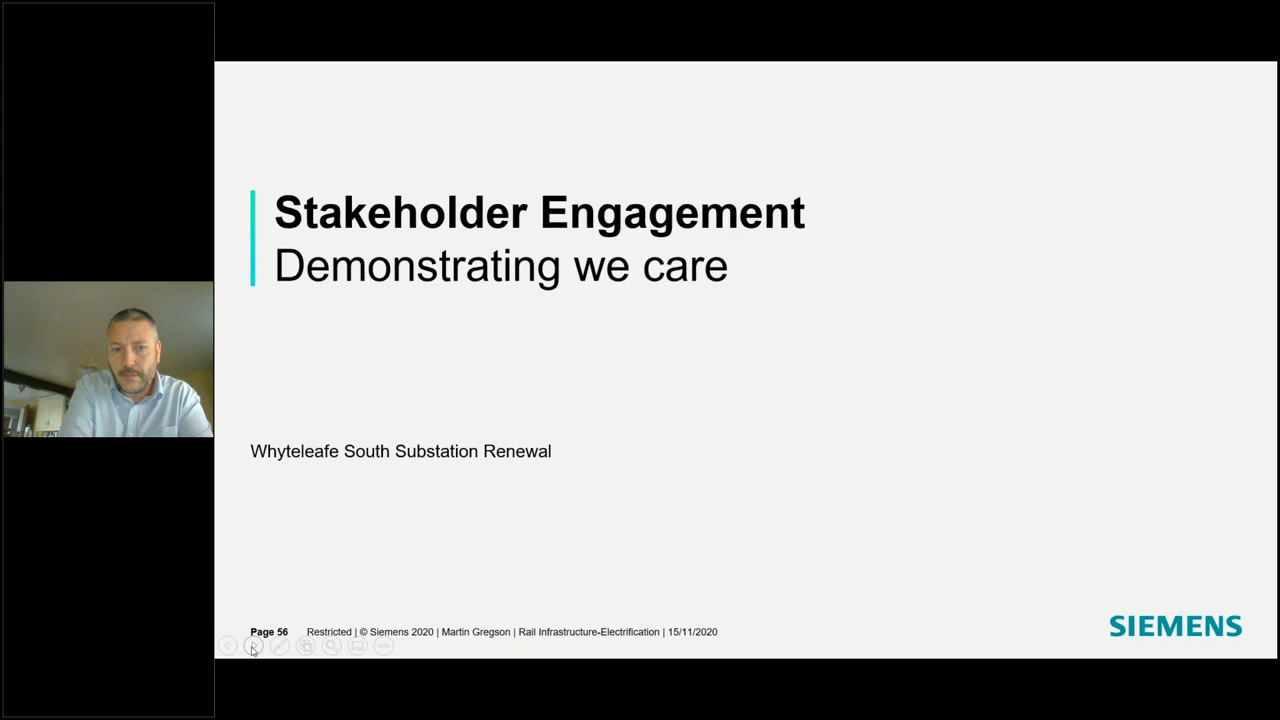 Stakeholder Engagement
Demonstrating we care
Whyteleafe South Substation Renewal
Page 56 Restricted | © Siemens 2020 | Martin Gregson | Rail Infrastructure-Electrification | 15/11/2020
SIEMENS